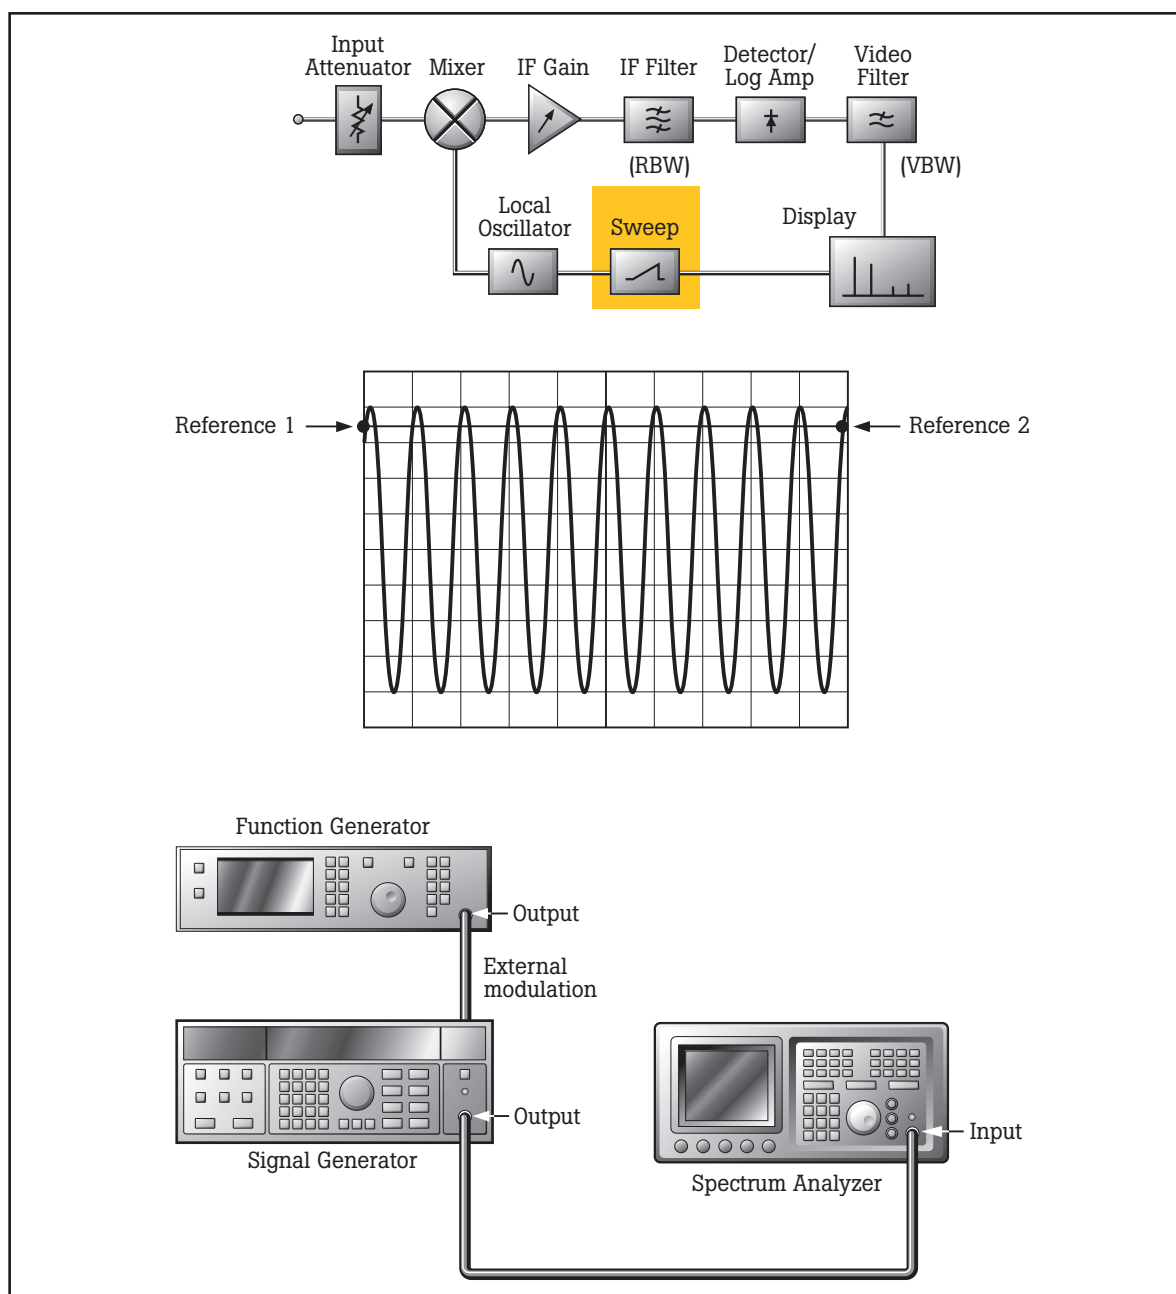 Input
Attenuator
Mixer
IF Gain
IF Filter
Detector/
Log Amp
Video
Filter
(RBW)
(VBW)
Local
Oscillator
Sweep
Display
Reference 1
Reference 2
Function Generator
Output
External
modulation
Output
Input
Signal Generator
Spectrum Analyzer